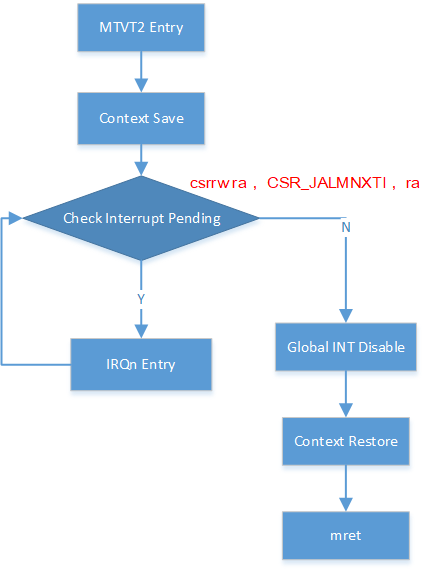 MTVT2 Entry
Context Save
csrrw ra ,  CSR_JALMNXTI ,  ra
Check Interrupt Pending
N
Y
Global INT Disable
IRQn Entry
Context Restore
mret